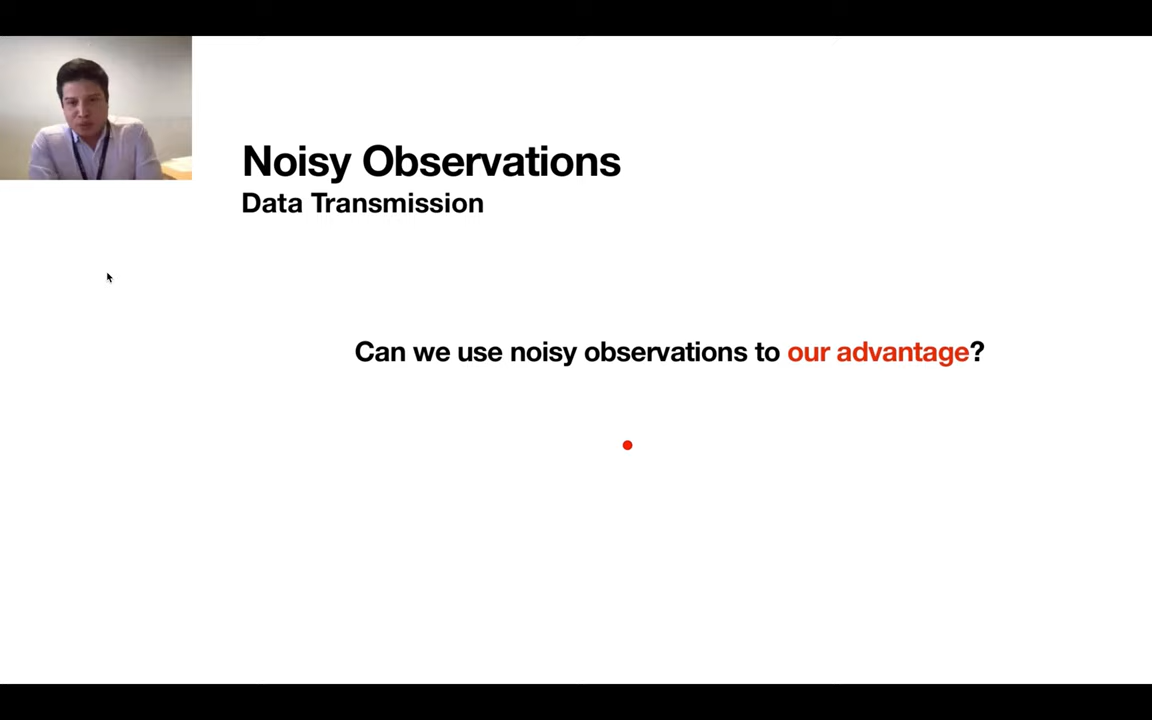 Noisy Observations
Data Transmission
Can we use noisy observations to our advantage?